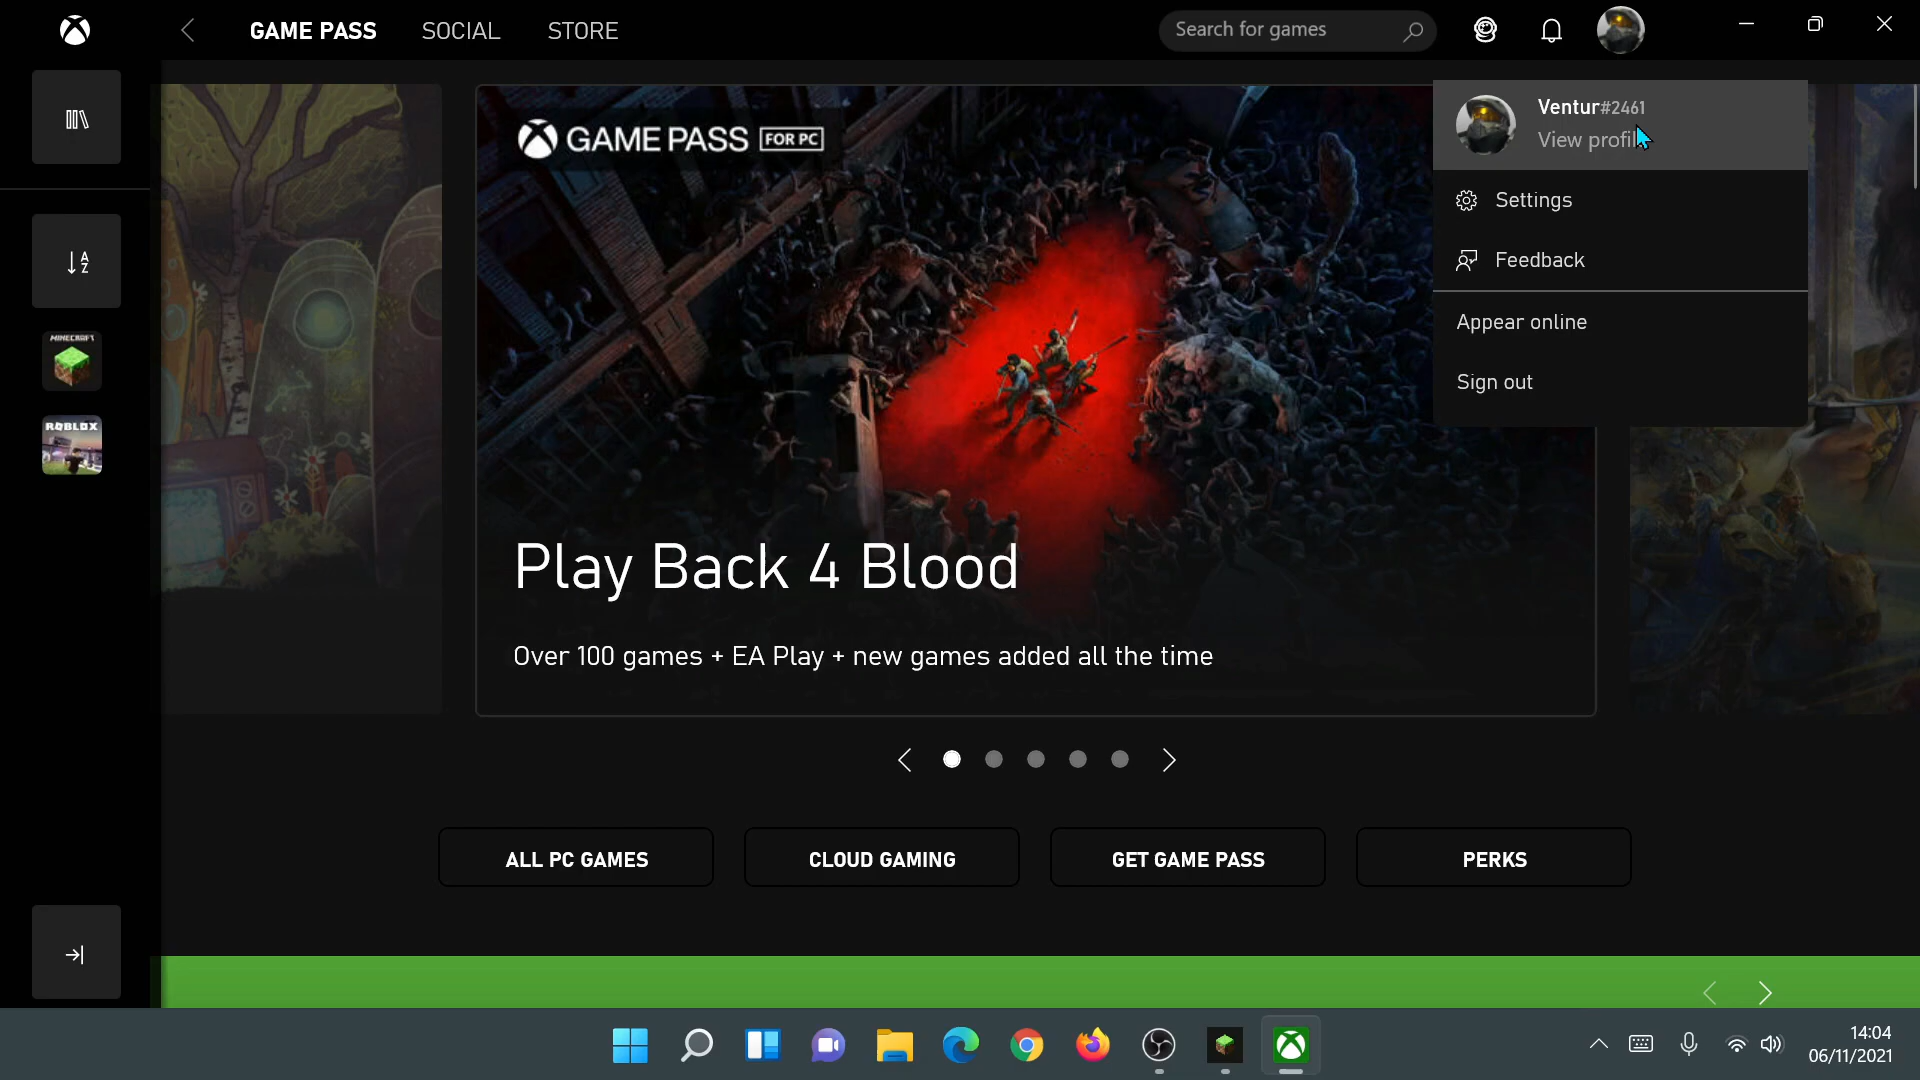 GAME PASS
SOCIAL
STORE
Search for games
Ventur#2461
View profil
Settings
Feedback
Appear online
Sign out
A
Z
MINECRAFT
ROBLOX
GAME PASS FOR PC
Play Back 4 Blood
Over 100 games + EA Play + new games added all the time
ALL PC GAMES
CLOUD GAMING
GET GAME PASS
PERKS
14:04
06/11/2021